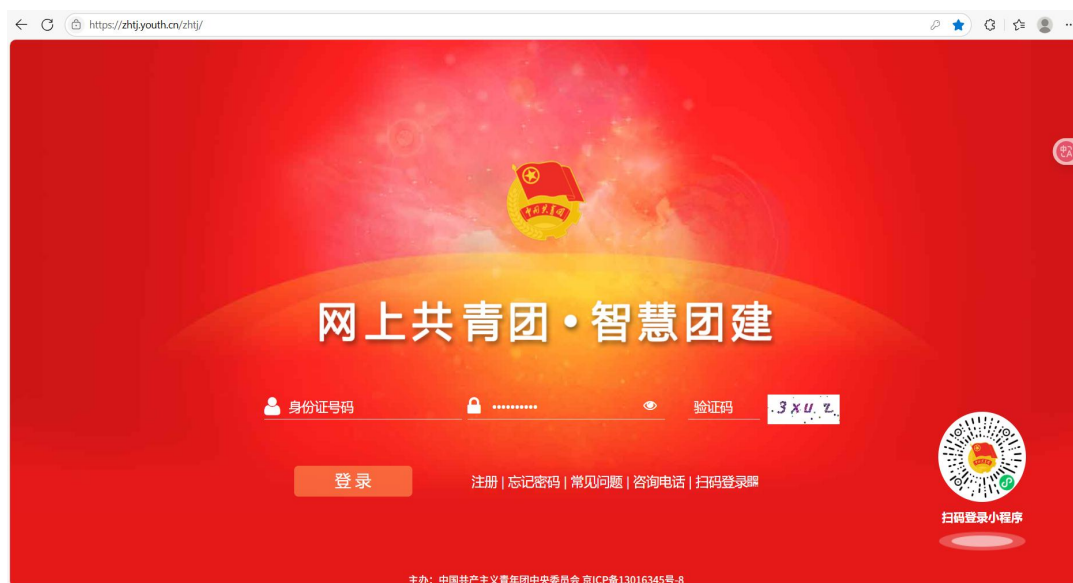 https://zhtj.youth.cn/zhtj/
中国共青团
网上共青团·智慧团建
身份证号码
验证码
3xuz
登录
注册 | 忘记密码 | 常见问题 | 咨询电话 | 扫码登录
扫码登录小程序
主办：中国共产主义青年团中央委员会 京ICP备13016345号-8